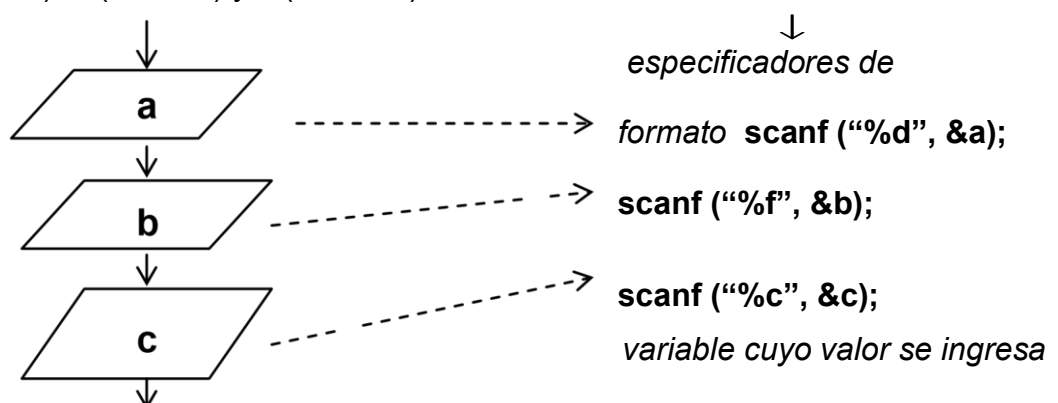 especificadores de
a
formato scanf (“%d”, &a);
b
scanf (“%f”, &b);
c
scanf (“%c”, &c);
variable cuyo valor se ingresa